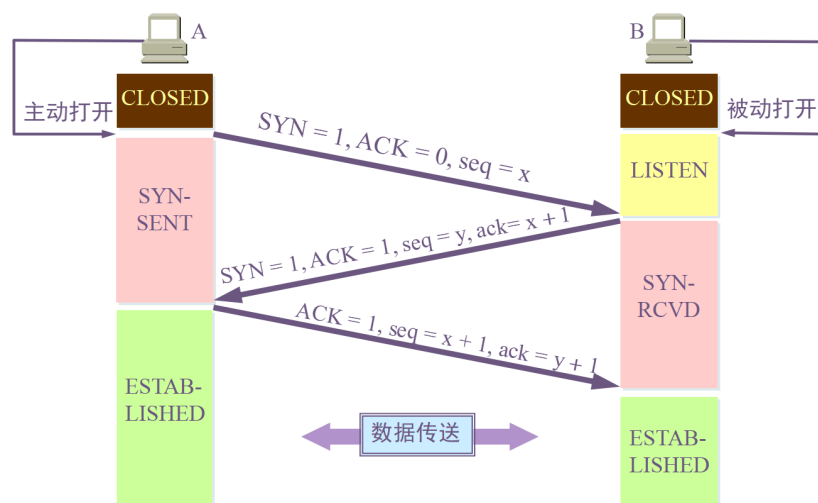 A
B
CLOSED
CLOSED
主动打开
被动打开
SYN = 1, ACK = 0, seq = x
LISTEN
SYN-
SENT
SYN = 1, ACK = 1, seq = y, ack= x + 1
SYN-
RCVD
ACK = 1, seq = x + 1, ack = y + 1
ESTAB-
LISHED
数据传送
ESTAB-
LISHED